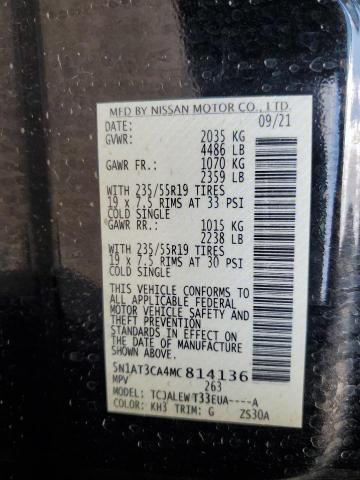 MFD BY NISSAN MOTOR CO., LTD.
DATE: 09/21
GVWR: 2035 KG
4486 LB
GAWR FR.: 1070 KG
2359 LB
WITH 235/55R19 TIRES
19 x 7.5 RIMS AT 33 PSI
COLD SINGLE
GAWR RR.: 1015 KG
2238 LB
WITH 235/55R19 TIRES
19 x 7.5 RIMS AT 30 PSI
COLD SINGLE
THIS VEHICLE CONFORMS TO
ALL APPLICABLE FEDERAL
MOTOR VEHICLE SAFETY AND
THEFT PREVENTION
STANDARDS IN EFFECT ON
THE DATE OF MANUFACTURE
SHOWN ABOVE.
5N1AT3CA4MC 814136
MPV 263
MODEL: TCJALEW T33EUA----A
COLOR: KH3 TRIM: G ZS30A